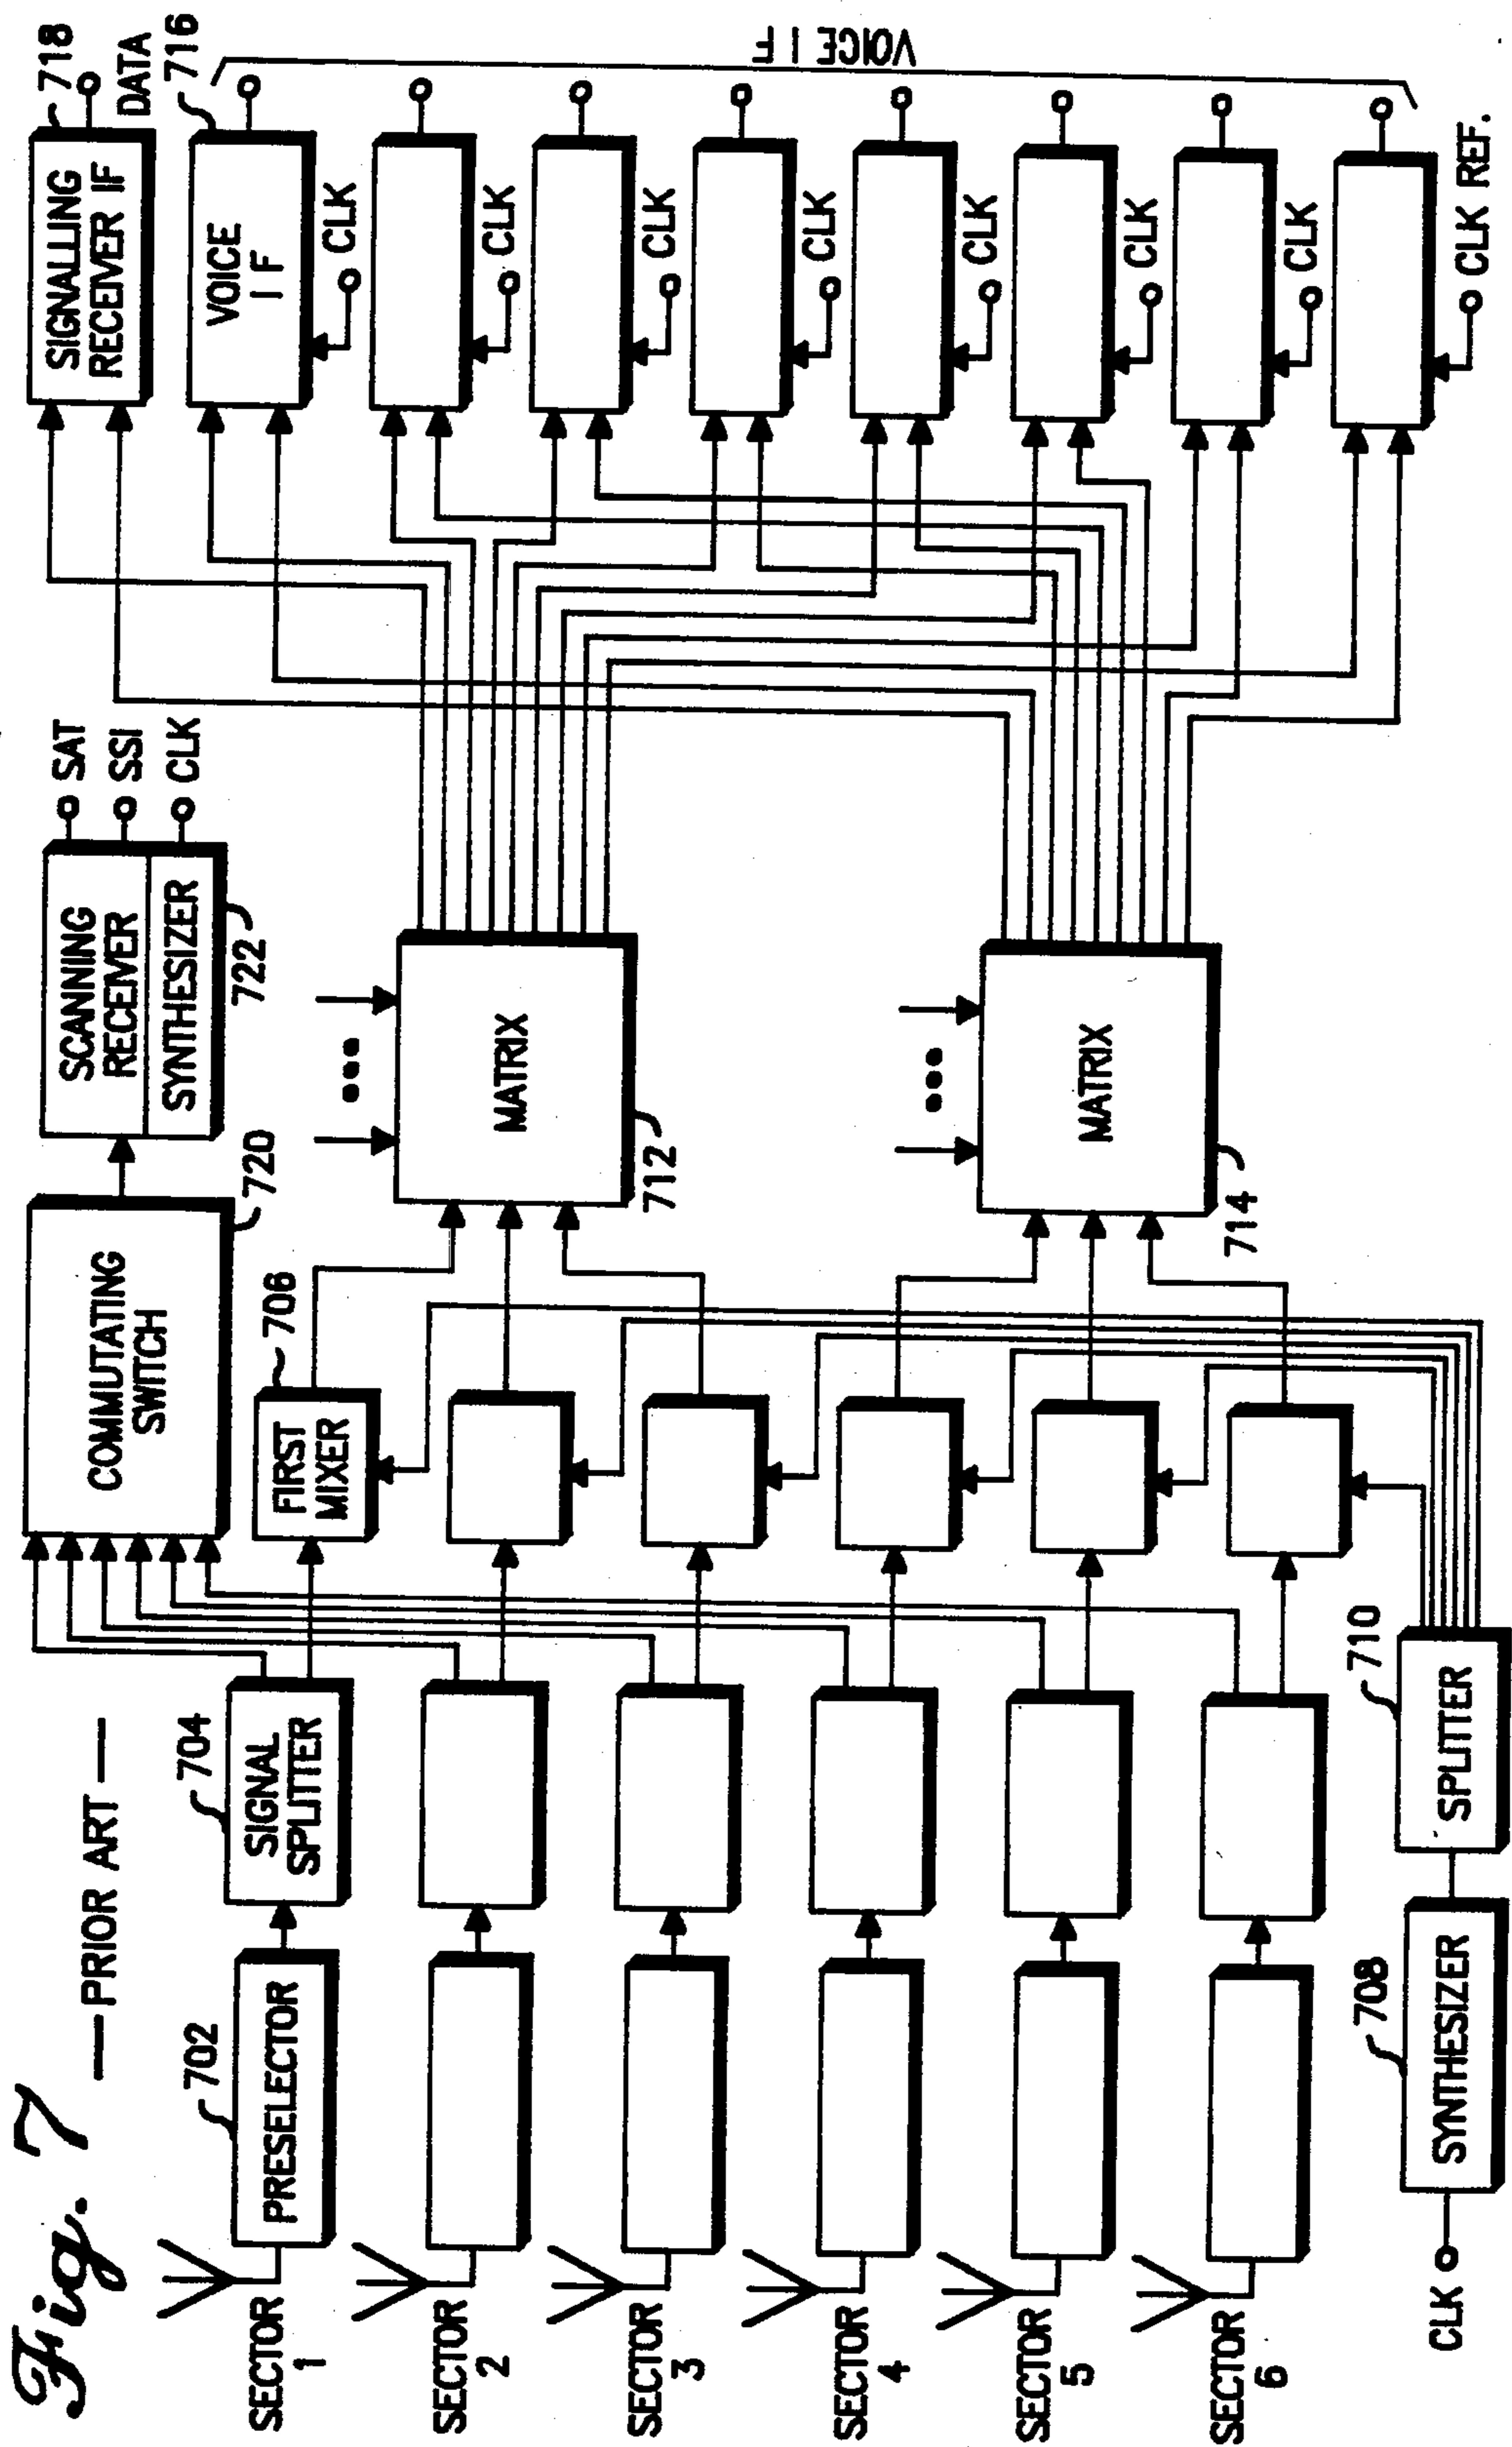 Fig. 7
— PRIOR ART —
SECTOR
1
SECTOR
2
SECTOR
3
SECTOR
4
SECTOR
5
SECTOR
6
702
PRESELECTOR
704
SIGNAL
SPLITTER
CLK
708
SYNTHESIZER
710
SPLITTER
COMMUTATING
SWITCH
720
706
FIRST
MIXER
SCANNING
RECEIVER
SYNTHESIZER
722
SAT
SSI
CLK
MATRIX
712
MATRIX
714
SIGNALLING
RECEIVER IF
718
DATA
VOICE
IF
716
CLK
CLK
CLK
CLK
CLK
CLK
CLK
CLK REF.
VOICE IF